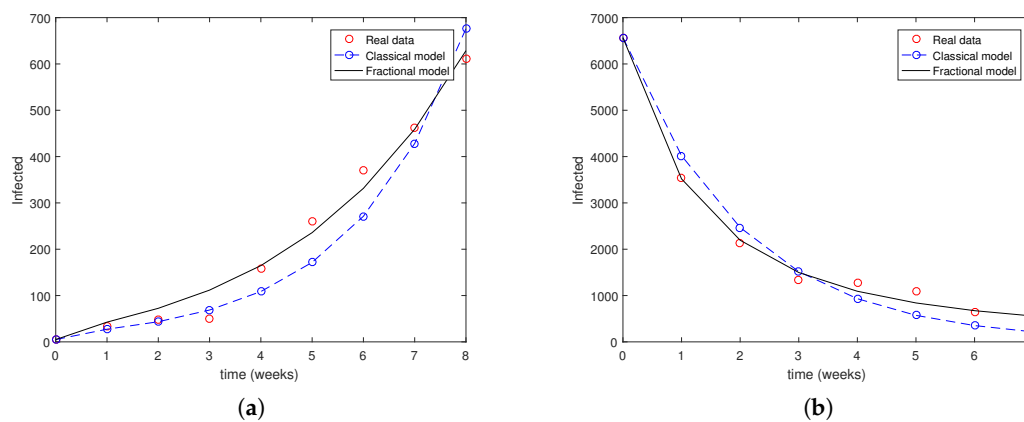 700
600
500
400
300
200
100
0
Infected
0 1 2 3 4 5 6 7 8
time (weeks)
Real data
Classical model
Fractional model
(a)
7000
6000
5000
4000
3000
2000
1000
0
Infected
0 1 2 3 4 5 6
time (weeks)
Real data
Classical model
Fractional model
(b)